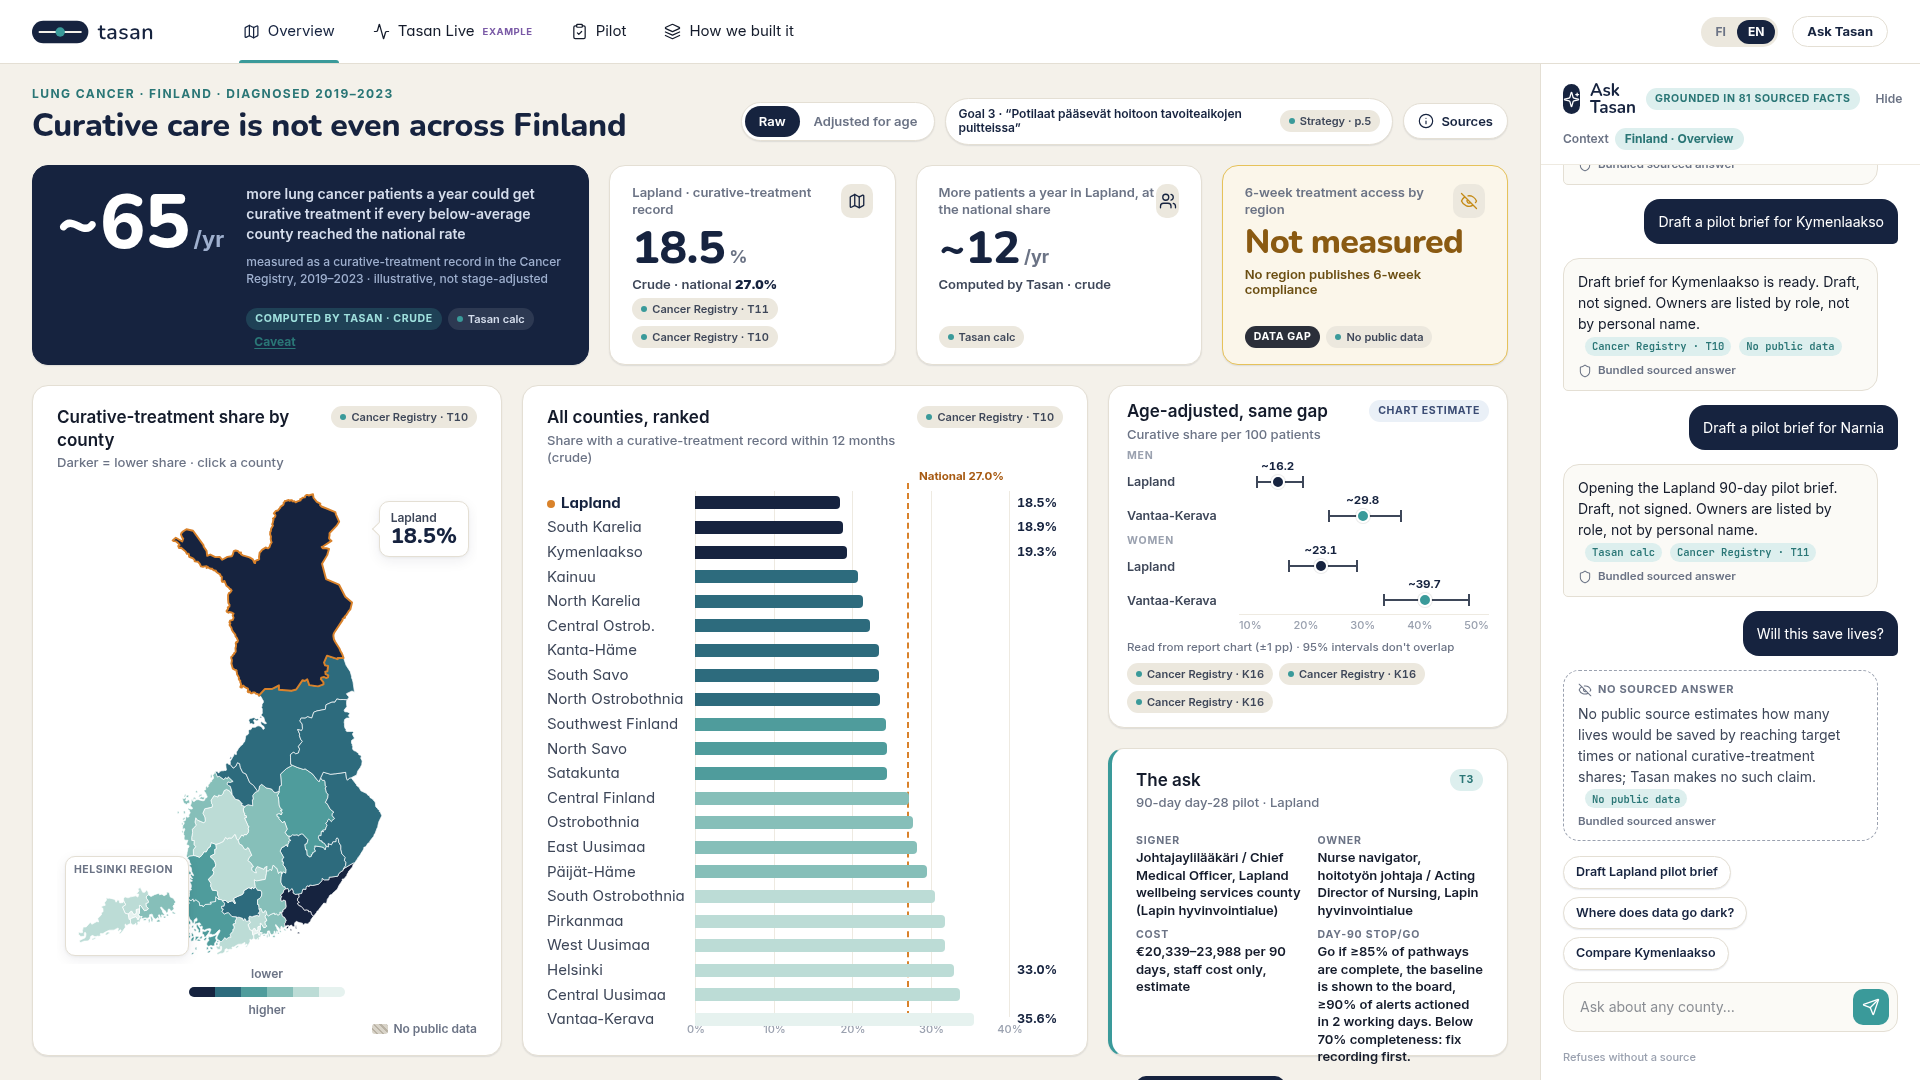 tasan
Overview
Tasan Live EXAMPLE
Pilot
How we built it
FI EN
Ask Tasan
LUNG CANCER · FINLAND · DIAGNOSED 2019–2023
Curative care is not even across Finland
Raw
Adjusted for age
Goal 3 · “Potilaat pääsevät hoitoon tavoiteaikojen
puitteissa”
Strategy · p.5
Sources
~65 /yr
more lung cancer patients a year could get
curative treatment if every below-average
county reached the national rate
measured as a curative-treatment record in the Cancer
Registry, 2019–2023 · illustrative, not stage-adjusted
COMPUTED BY TASAN · CRUDE
Tasan calc
Caveat
Lapland · curative-treatment
record
18.5 %
Crude · national 27.0%
Cancer Registry · T11
Cancer Registry · T10
More patients a year in Lapland, at
the national share
~12 /yr
Computed by Tasan · crude
Tasan calc
6-week treatment access by
region
Not measured
No region publishes 6-week
compliance
DATA GAP
No public data
Curative-treatment share by
county
Cancer Registry · T10
Darker = lower share · click a county
Lapland
18.5%
HELSINKI REGION
lower
higher
No public data
All counties, ranked
Cancer Registry · T10
Share with a curative-treatment record within 12 months
(crude)
National 27.0%
Lapland 18.5%
South Karelia 18.9%
Kymenlaakso 19.3%
Kainuu
North Karelia
Central Ostrob.
Kanta-Häme
South Savo
North Ostrobothnia
Southwest Finland
North Savo
Satakunta
Central Finland
Ostrobothnia
East Uusimaa
Päijät-Häme
South Ostrobothnia
Pirkanmaa
West Uusimaa
Helsinki 33.0%
Central Uusimaa
Vantaa-Kerava 35.6%
0% 10% 20% 30% 40%
Age-adjusted, same gap
CHART ESTIMATE
Curative share per 100 patients
MEN
~16.2
Lapland
~29.8
Vantaa-Kerava
WOMEN
~23.1
Lapland
~39.7
Vantaa-Kerava
10% 20% 30% 40% 50%
Read from report chart (±1 pp) · 95% intervals don't overlap
Cancer Registry · K16
Cancer Registry · K16
Cancer Registry · K16
The ask
T3
90-day day-28 pilot · Lapland
SIGNER
Johtajaylilääkäri / Chief
Medical Officer, Lapland
wellbeing services county
(Lapin hyvinvointialue)
OWNER
Nurse navigator,
hoitotyön johtaja / Acting
Director of Nursing, Lapin
hyvinvointialue
COST
€20,339–23,988 per 90
days, staff cost only,
estimate
DAY-90 STOP/GO
Go if ≥85% of pathways
are complete, the baseline
is shown to the board,
≥90% of alerts actioned
in 2 working days. Below
70% completeness: fix
recording first.
Ask
Tasan
GROUNDED IN 81 SOURCED FACTS
Hide
Context
Finland · Overview
Bundled sourced answer
Draft a pilot brief for Kymenlaakso
Draft brief for Kymenlaakso is ready. Draft,
not signed. Owners are listed by role, not
by personal name.
Cancer Registry · T10
No public data
Bundled sourced answer
Draft a pilot brief for Narnia
Opening the Lapland 90-day pilot brief.
Draft, not signed. Owners are listed by
role, not by personal name.
Tasan calc
Cancer Registry · T11
Bundled sourced answer
Will this save lives?
NO SOURCED ANSWER
No public source estimates how many
lives would be saved by reaching target
times or national curative-treatment
shares; Tasan makes no such claim.
No public data
Bundled sourced answer
Draft Lapland pilot brief
Where does data go dark?
Compare Kymenlaakso
Ask about any county...
Refuses without a source